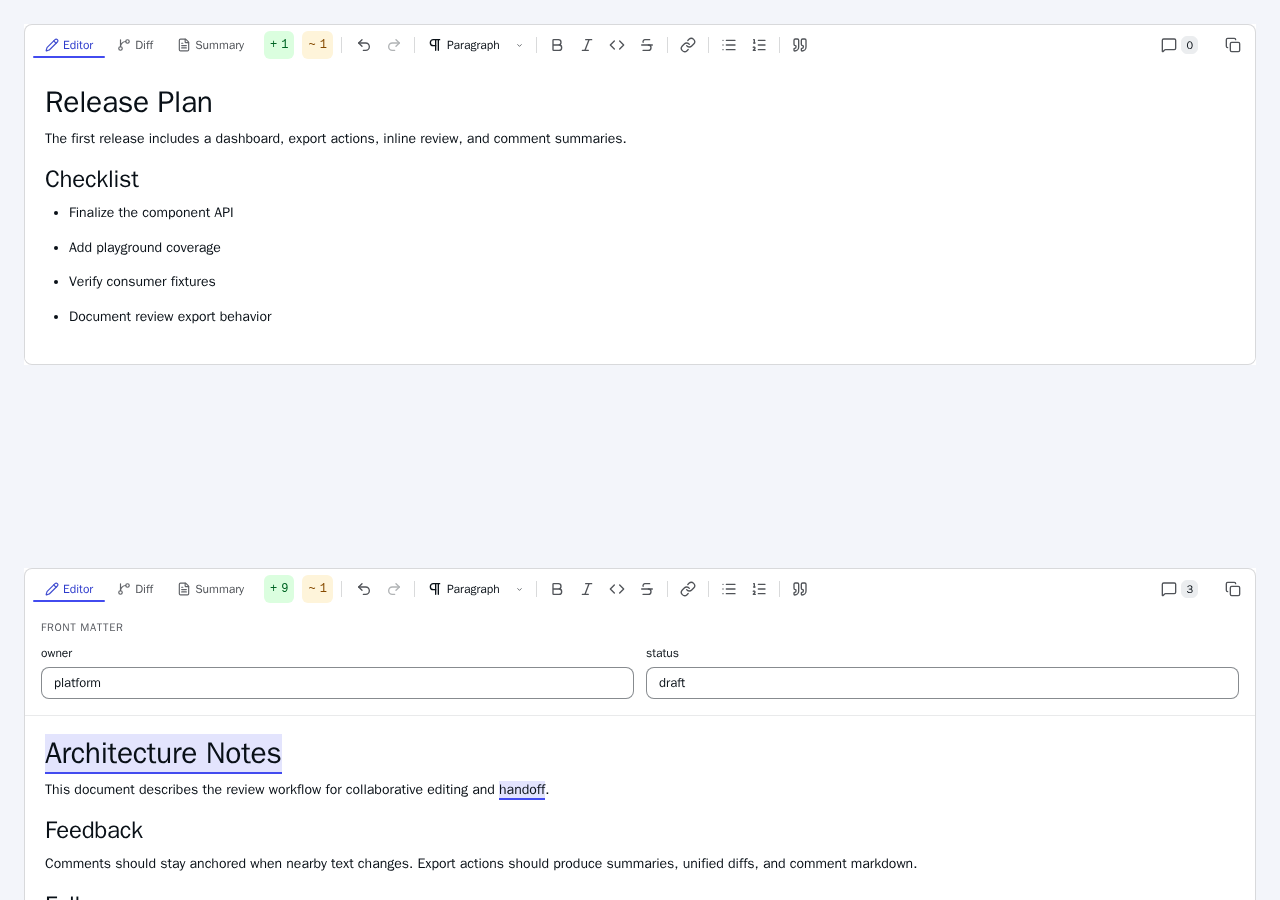 Editor Diff Summary + 1 ~ 1 Paragraph 0
Release Plan
The first release includes a dashboard, export actions, inline review, and comment summaries.
Checklist
• Finalize the component API
• Add playground coverage
• Verify consumer fixtures
• Document review export behavior
Editor Diff Summary + 9 ~ 1 Paragraph 3
FRONT MATTER
owner status
platform draft
Architecture Notes
This document describes the review workflow for collaborative editing and handoff.
Feedback
Comments should stay anchored when nearby text changes. Export actions should produce summaries, unified diffs, and comment markdown.